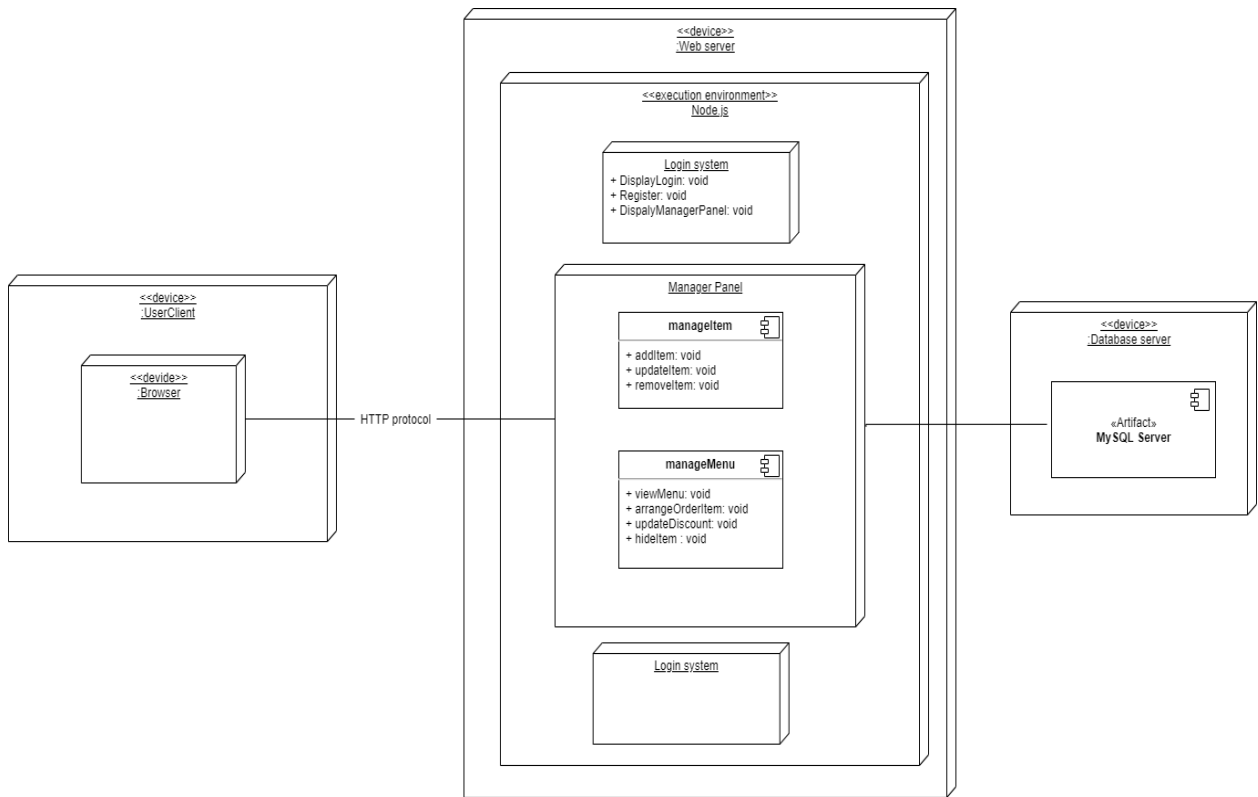 <<device>>
:Web server
<<execution environment>>
Node.js
Login system
+ DisplayLogin: void
+ Register: void
+ DispalyManagerPanel: void
<<device>>
:UserClient
<<devide>>
:Browser
HTTP protocol
Manager Panel
manageItem
+ addItem: void
+ updateItem: void
+ removeItem: void
manageMenu
+ viewMenu: void
+ arrangeOrderItem: void
+ updateDiscount: void
+ hideItem : void
Login system
<<device>>
:Database server
«Artifact»
MySQL Server